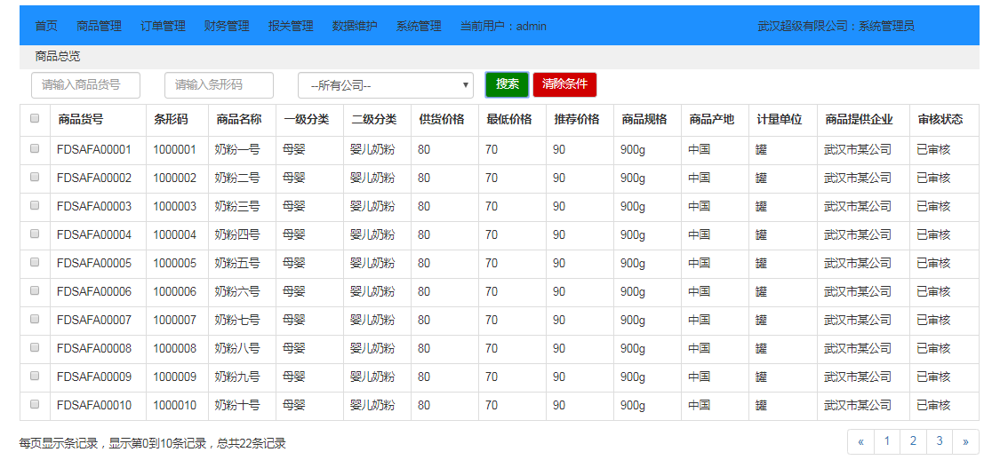 首页 商品管理 订单管理 财务管理 报关管理 数据维护 系统管理 当前用户：admin 武汉超级有限公司：系统管理员
商品总览
请输入商品货号 请输入条形码 --所有公司-- 搜索 清除条件
商品货号 条形码 商品名称 一级分类 二级分类 供货价格 最低价格 推荐价格 商品规格 商品产地 计量单位 商品提供企业 审核状态
FDSAFA00001 1000001 奶粉一号 母婴 婴儿奶粉 80 70 90 900g 中国 罐 武汉市某公司 已审核
FDSAFA00002 1000002 奶粉二号 母婴 婴儿奶粉 80 70 90 900g 中国 罐 武汉市某公司 已审核
FDSAFA00003 1000003 奶粉三号 母婴 婴儿奶粉 80 70 90 900g 中国 罐 武汉市某公司 已审核
FDSAFA00004 1000004 奶粉四号 母婴 婴儿奶粉 80 70 90 900g 中国 罐 武汉市某公司 已审核
FDSAFA00005 1000005 奶粉五号 母婴 婴儿奶粉 80 70 90 900g 中国 罐 武汉市某公司 已审核
FDSAFA00006 1000006 奶粉六号 母婴 婴儿奶粉 80 70 90 900g 中国 罐 武汉市某公司 已审核
FDSAFA00007 1000007 奶粉七号 母婴 婴儿奶粉 80 70 90 900g 中国 罐 武汉市某公司 已审核
FDSAFA00008 1000008 奶粉八号 母婴 婴儿奶粉 80 70 90 900g 中国 罐 武汉市某公司 已审核
FDSAFA00009 1000009 奶粉九号 母婴 婴儿奶粉 80 70 90 900g 中国 罐 武汉市某公司 已审核
FDSAFA00010 1000010 奶粉十号 母婴 婴儿奶粉 80 70 90 900g 中国 罐 武汉市某公司 已审核
每页显示条记录，显示第0到10条记录，总共22条记录 « 1 2 3 »